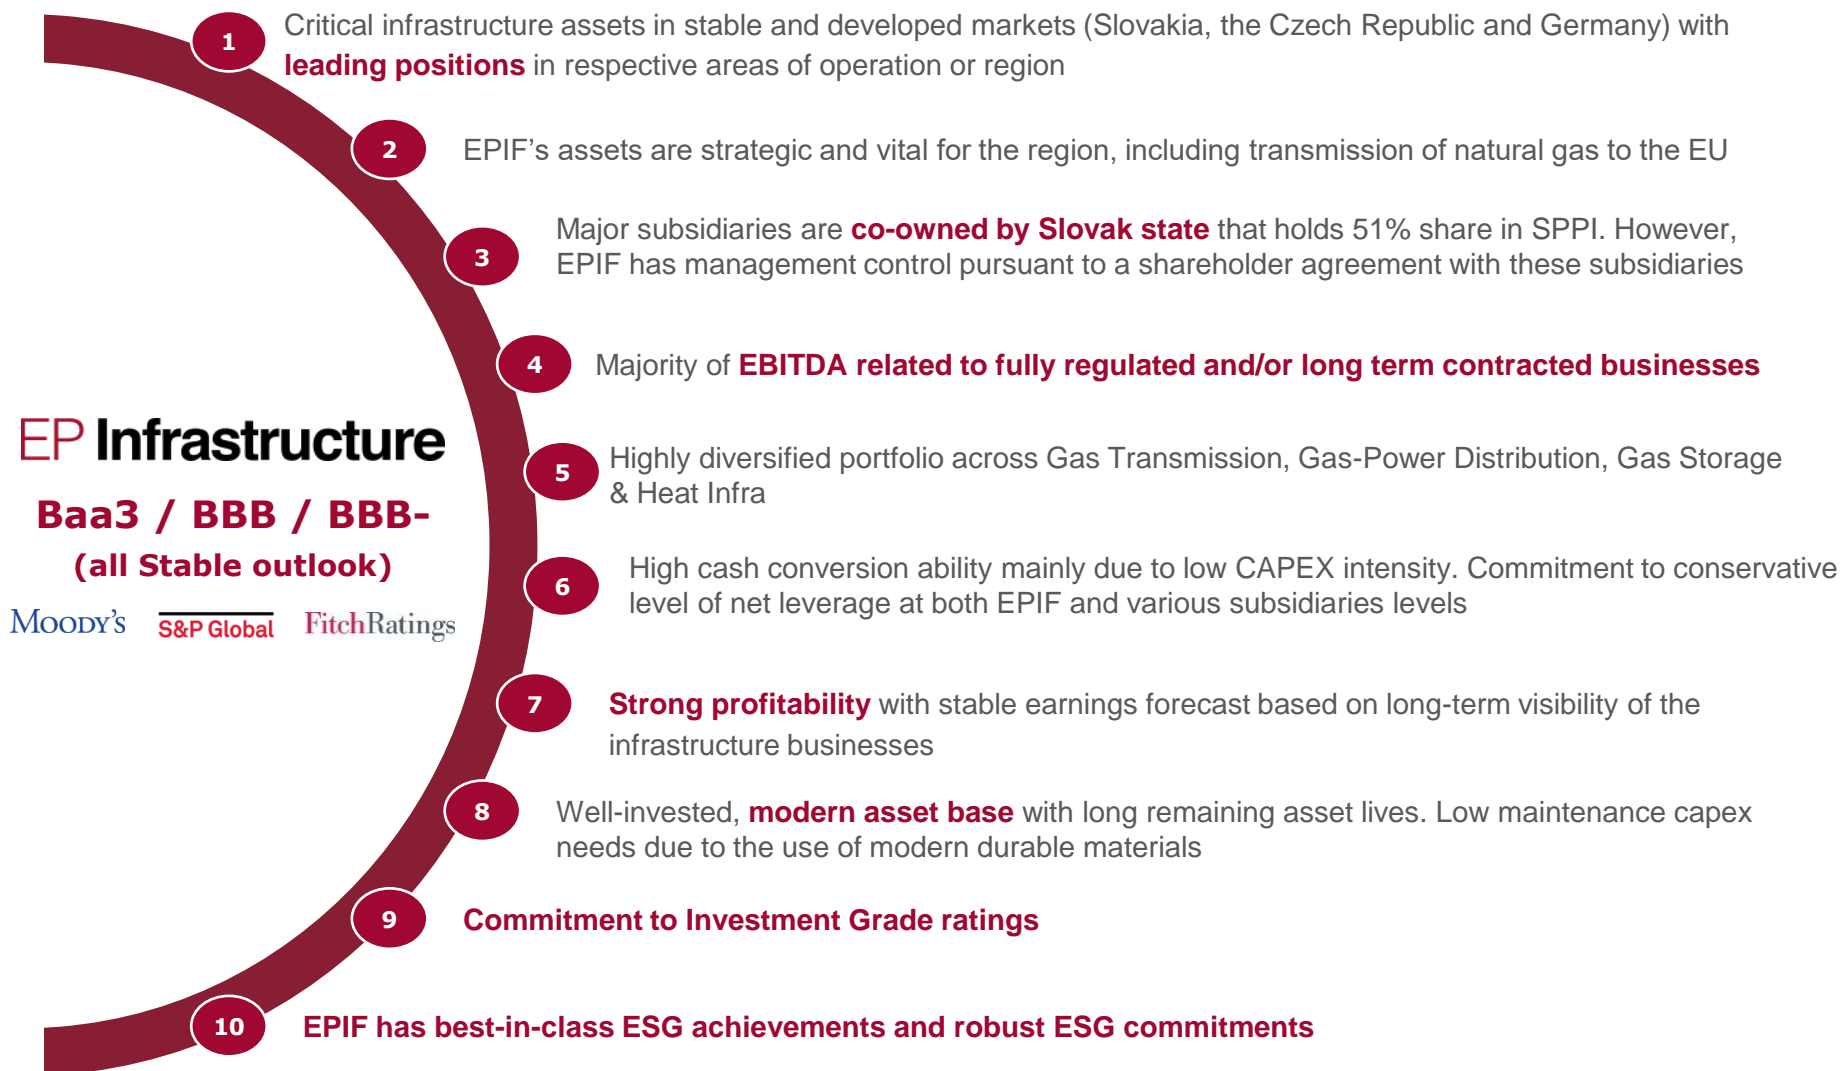 1
Critical infrastructure assets in stable and developed markets (Slovakia, the Czech Republic and Germany) with
leading positions in respective areas of operation or region
2
EPIF’s assets are strategic and vital for the region, including transmission of natural gas to the EU
3
Major subsidiaries are co-owned by Slovak state that holds 51% share in SPPI. However,
EPIF has management control pursuant to a shareholder agreement with these subsidiaries
4
Majority of EBITDA related to fully regulated and/or long term contracted businesses
EP Infrastructure
Baa3 / BBB / BBB-
(all Stable outlook)
MOODY’S
S&P Global
FitchRatings
5
Highly diversified portfolio across Gas Transmission, Gas-Power Distribution, Gas Storage
& Heat Infra
6
High cash conversion ability mainly due to low CAPEX intensity. Commitment to conservative
level of net leverage at both EPIF and various subsidiaries levels
7
Strong profitability with stable earnings forecast based on long-term visibility of the
infrastructure businesses
8
Well-invested, modern asset base with long remaining asset lives. Low maintenance capex
needs due to the use of modern durable materials
9
Commitment to Investment Grade ratings
10
EPIF has best-in-class ESG achievements and robust ESG commitments